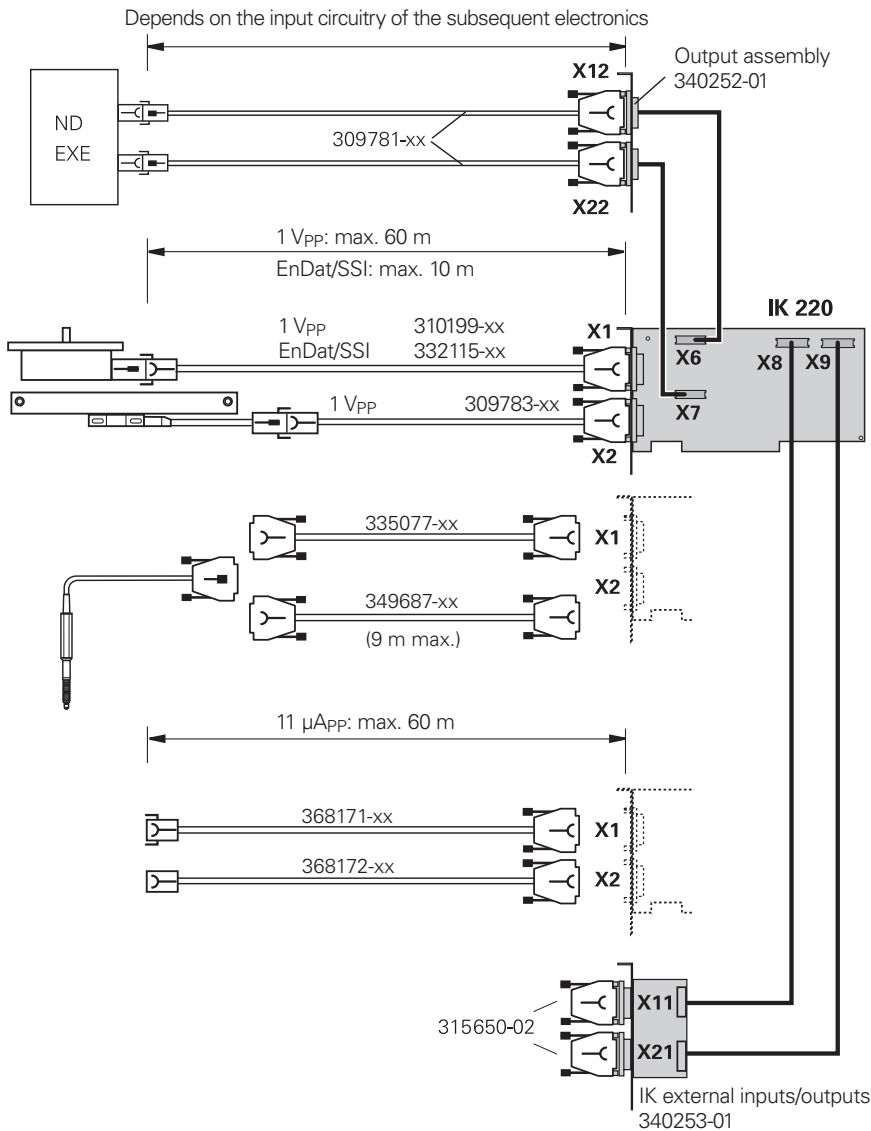 Depends on the input circuitry of the subsequent electronics
X12
Output assembly
340252-01
ND
EXE
309781-xx
X22
1 VPP: max. 60 m
EnDat/SSI: max. 10 m
IK 220
1 VPP 310199-xx
EnDat/SSI 332115-xx
X1
X6
X8
X9
1 VPP 309783-xx
X7
X2
335077-xx
X1
X2
349687-xx
(9 m max.)
11 µAPP: max. 60 m
368171-xx
X1
368172-xx
X2
315650-02
X11
X21
IK external inputs/outputs
340253-01